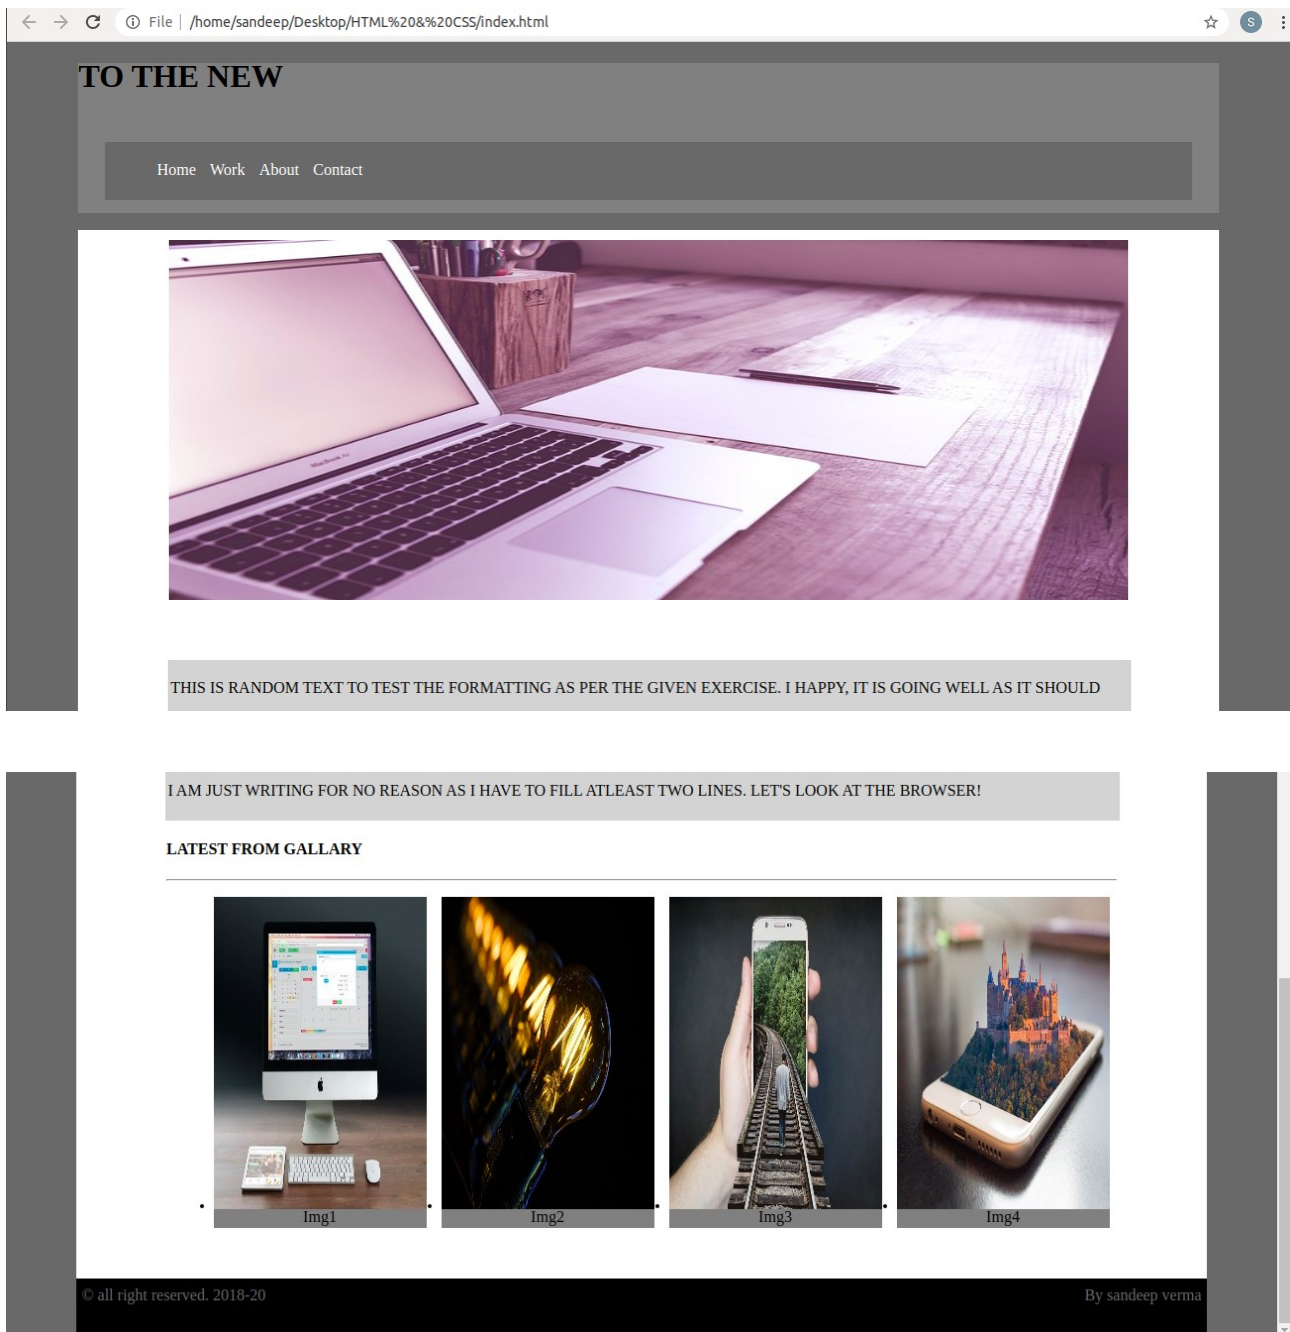 File | /home/sandeep/Desktop/HTML%20&%20CSS/index.html
S
TO THE NEW
Home Work About Contact
MacBook Air
THIS IS RANDOM TEXT TO TEST THE FORMATTING AS PER THE GIVEN EXERCISE. I HAPPY, IT IS GOING WELL AS IT SHOULD
I AM JUST WRITING FOR NO REASON AS I HAVE TO FILL ATLEAST TWO LINES. LET'S LOOK AT THE BROWSER!
LATEST FROM GALLARY
Img1 Img2 Img3 Img4
© all right reserved. 2018-20 By sandeep verma